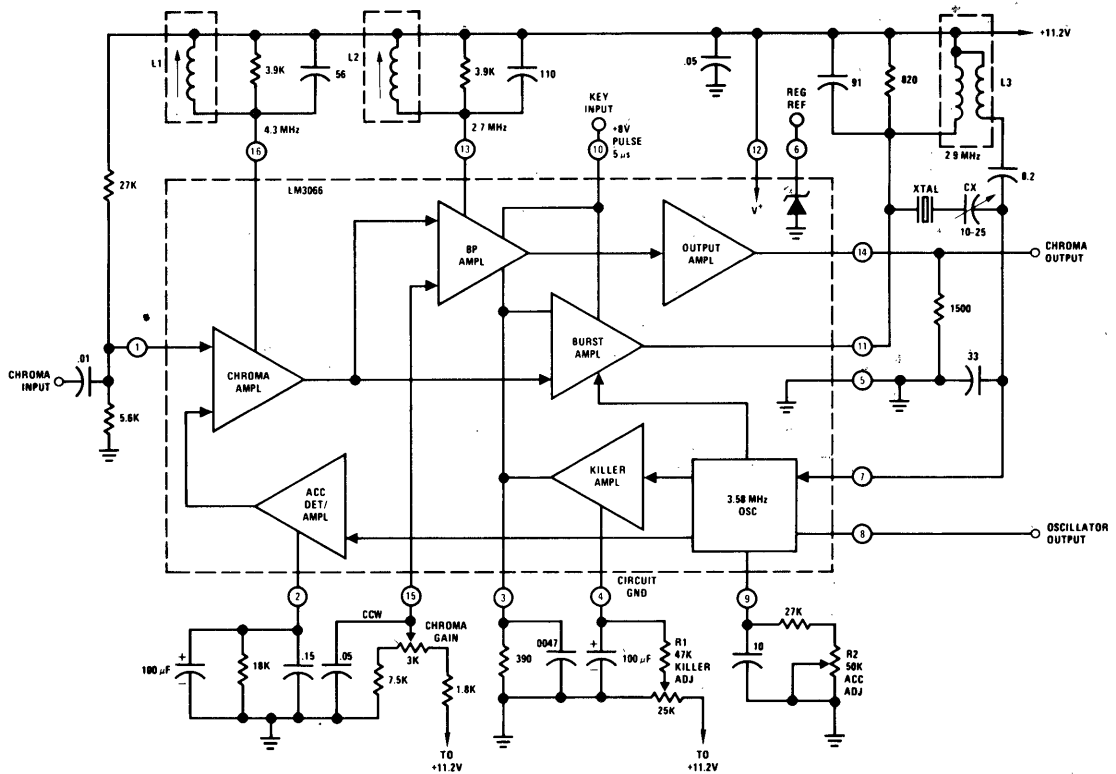 +11.2V
L1
3.9K
56
L2
3.9K
110
.05
91
820
L3
KEY
INPUT
+8V
PULSE
5 μs
REG
REF
4.3 MHz
2.7 MHz
2.9 MHz
16
13
10
12
6
8.2
27K
LM3066
V+
XTAL
CX
10-25
BP
AMPL
OUTPUT
AMPL
14
CHROMA
OUTPUT
1500
1
.01
CHROMA
INPUT
CHROMA
AMPL
BURST
AMPL
11
5
33
5.6K
ACC
DET/
AMPL
KILLER
AMPL
3.58 MHz
OSC
7
8
OSCILLATOR
OUTPUT
CIRCUIT
GND
2
15
3
4
9
CCW
CHROMA
GAIN
3K
100 μF
+
–
18K
.15
.05
7.5K
1.8K
TO
+11.2V
390
.0047
+
–
100 μF
R1
47K
KILLER
ADJ
25K
TO
+11.2V
27K
10
R2
50K
ACC
ADJ